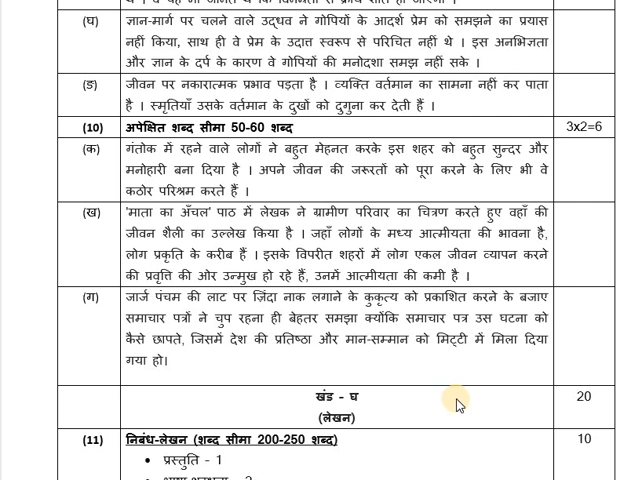 (घ) ज्ञान-मार्ग पर चलने वाले उद्धव ने गोपियों के आदर्श प्रेम को समझने का प्रयास
नहीं किया, साथ ही वे प्रेम के उदात्त स्वरूप से परिचित नहीं थे । इस अनभिज्ञता
और ज्ञान के दर्प के कारण वे गोपियों की मनोदशा समझ नहीं सके ।
(ङ) जीवन पर नकारात्मक प्रभाव पड़ता है । व्यक्ति वर्तमान का सामना नहीं कर पाता
है । स्मृतियाँ उसके वर्तमान के दुखों को दुगुना कर देती हैं ।
(10) अपेक्षित शब्द सीमा 50-60 शब्द 3x2=6
(क) गंतोक में रहने वाले लोगों ने बहुत मेहनत करके इस शहर को बहुत सुन्दर और
मनोहारी बना दिया है । अपने जीवन की जरूरतों को पूरा करने के लिए भी वे
कठोर परिश्रम करते हैं ।
(ख) 'माता का अँचल' पाठ में लेखक ने ग्रामीण परिवार का चित्रण करते हुए वहाँ की
जीवन शैली का उल्लेख किया है । जहाँ लोगों के मध्य आत्मीयता की भावना है,
लोग प्रकृति के करीब हैं । इसके विपरीत शहरों में लोग एकल जीवन व्यापन करने
की प्रवृत्ति की ओर उन्मुख हो रहे हैं, उनमें आत्मीयता की कमी है ।
(ग) जार्ज पंचम की लाट पर ज़िंदा नाक लगाने के कुकृत्य को प्रकाशित करने के बजाए
समाचार पत्रों ने चुप रहना ही बेहतर समझा क्योंकि समाचार पत्र उस घटना को
कैसे छापते, जिसमें देश की प्रतिष्ठा और मान-सम्मान को मिट्टी में मिला दिया
गया हो।
खंड - घ 20
(लेखन)
(11) निबंध-लेखन (शब्द सीमा 200-250 शब्द) 10
• प्रस्तुति - 1